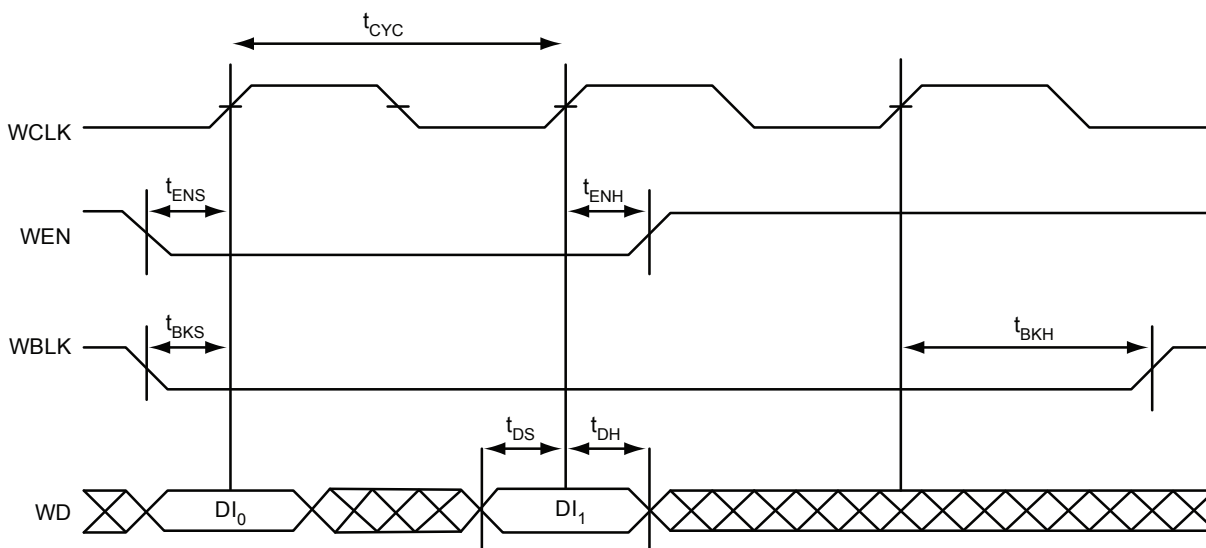 tCYC
WCLK
tENS
tENH
WEN
tBKS
tBKH
WBLK
tDS
tDH
WD
DI0
DI1